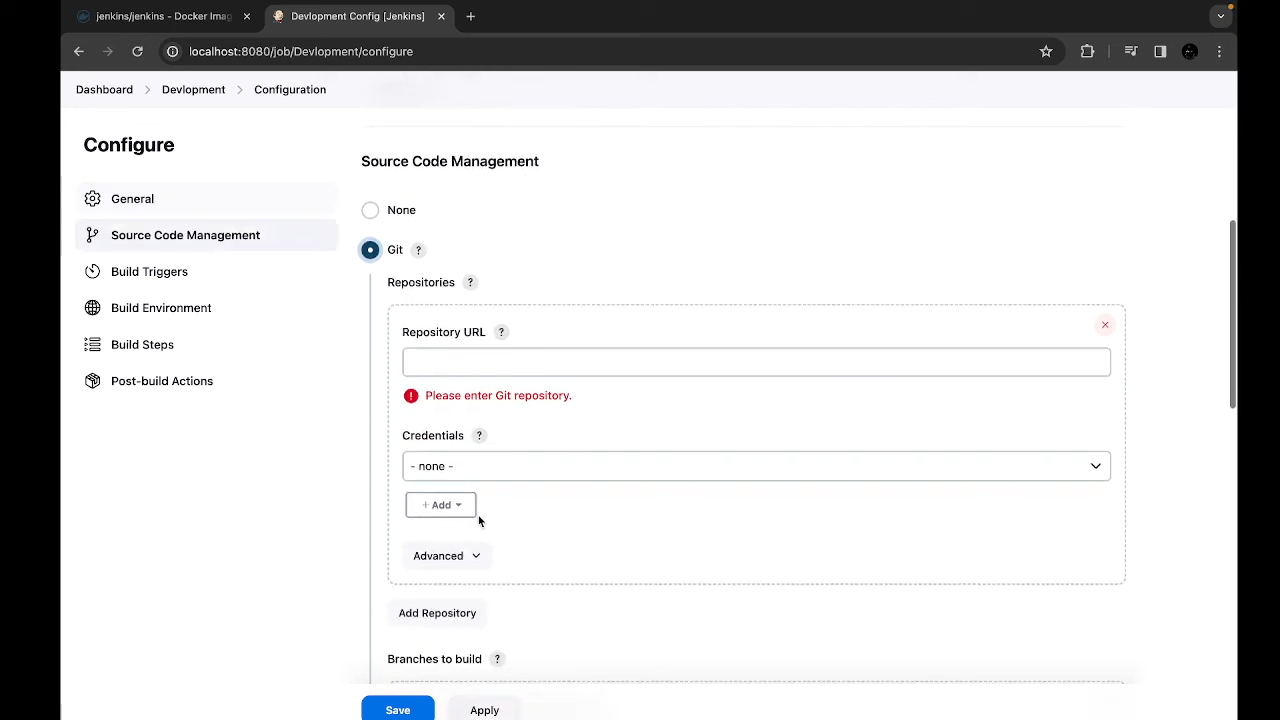 jenkins/jenkins - Docker Imag
Devlopment Config [Jenkins]
localhost:8080/job/Devlopment/configure
Dashboard > Devlopment > Configuration
Configure
General
Source Code Management
Build Triggers
Build Environment
Build Steps
Post-build Actions
Source Code Management
None
Git ?
Repositories ?
Repository URL ?
Please enter Git repository.
Credentials ?
- none -
+ Add
Advanced
Add Repository
Branches to build ?
Save
Apply